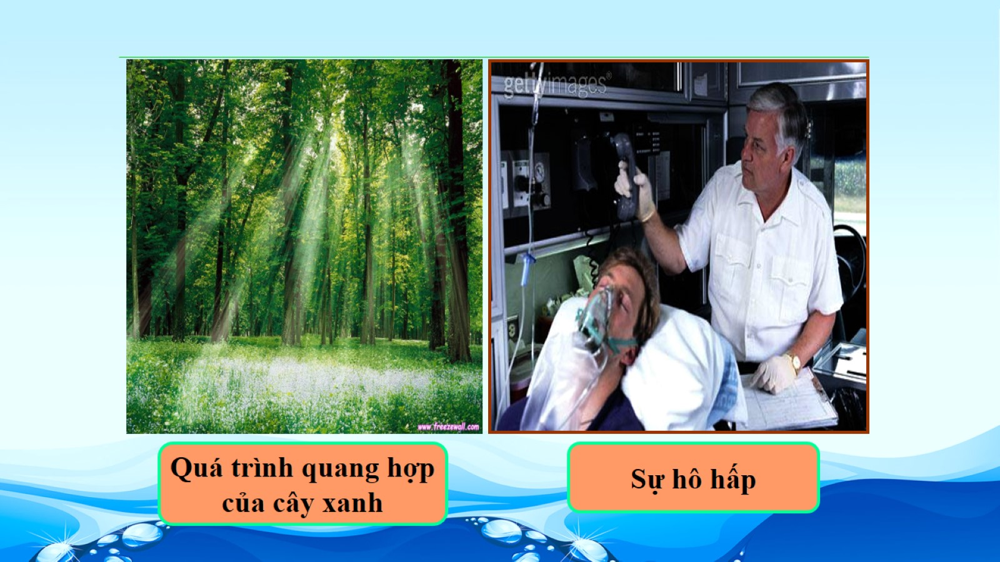 gettyimages®
www.freezewall.com
Quá trình quang hợp
của cây xanh
Sự hô hấp